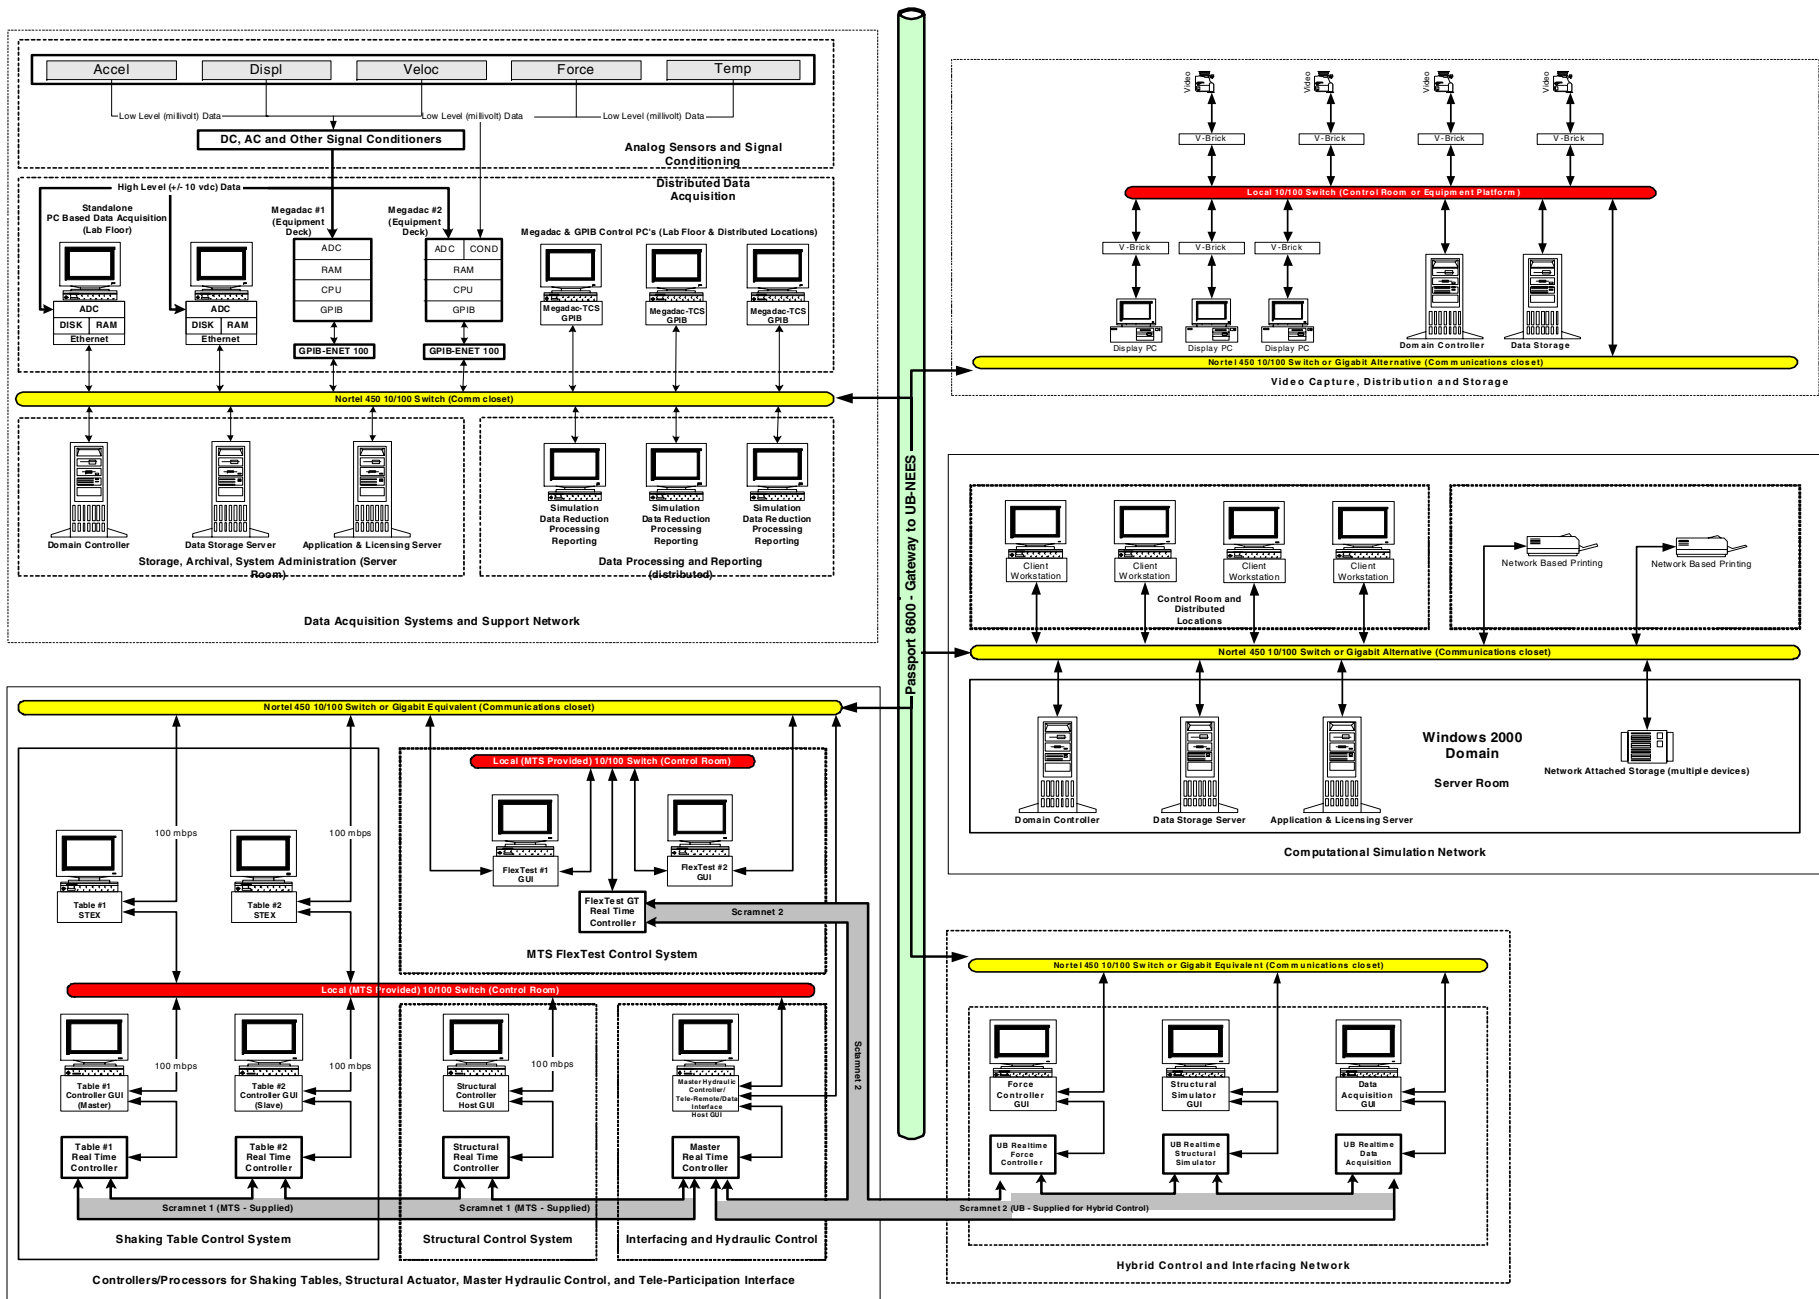 Accel
Displ
Veloc
Force
Temp
Low Level (millivolt) Data
Low Level (millivolt) Data
Low Level (millivolt) Data
DC, AC and Other Signal Conditioners
Analog Sensors and Signal
Conditioning
Distributed Data
Acquisition
High Level (+/- 10 vdc) Data
Standalone
PC Based Data Acquisition
(Lab Floor)
Megadac #1
(Equipment
Deck)
Megadac #2
(Equipment
Deck)
Megadac & GPIB Control PC's (Lab Floor & Distributed Locations)
ADC
DISK
RAM
Ethernet
ADC
DISK
RAM
Ethernet
ADC
RAM
CPU
GPIB
GPIB-ENET 100
ADC
COND
RAM
CPU
GPIB
GPIB-ENET 100
Megadac-TCS
GPIB
Megadac-TCS
GPIB
Megadac-TCS
GPIB
Nortel 450 10/100 Switch (Comm closet)
Domain Controller
Data Storage Server
Application & Licensing Server
Storage, Archival, System Administration (Server
Room)
Simulation
Data Reduction
Processing
Reporting
Simulation
Data Reduction
Processing
Reporting
Simulation
Data Reduction
Processing
Reporting
Data Processing and Reporting
(distributed)
Data Acquisition Systems and Support Network
Passport 8600 - Gateway to UB-NEES
Video
Video
Video
Video
V-Brick
V-Brick
V-Brick
V-Brick
Local 10/100 Switch (Control Room or Equipment Platform)
V-Brick
V-Brick
V-Brick
Display PC
Display PC
Display PC
Domain Controller
Data Storage
Nortel 450 10/100 Switch or Gigabit Alternative (Communications closet)
Video Capture, Distribution and Storage
Client
Workstation
Client
Workstation
Client
Workstation
Client
Workstation
Control Room and
Distributed
Locations
Network Based Printing
Network Based Printing
Nortel 450 10/100 Switch or Gigabit Alternative (Communications closet)
Domain Controller
Data Storage Server
Application & Licensing Server
Windows 2000
Domain
Server Room
Network Attached Storage (multiple devices)
Computational Simulation Network
Nortel 450 10/100 Switch or Gigabit Equivalent (Communications closet)
100 mbps
100 mbps
Table #1
STEX
Table #2
STEX
Local (MTS Provided) 10/100 Switch (Control Room)
FlexTest #1
GUI
FlexTest #2
GUI
FlexTest GT
Real Time
Controller
Scramnet 2
MTS FlexTest Control System
Local (MTS Provided) 10/100 Switch (Control Room)
100 mbps
100 mbps
100 mbps
Table #1
Controller GUI
(Master)
Table #2
Controller GUI
(Slave)
Structural
Controller
Host GUI
Master Hydraulic
Controller/
Tele-Remote/Data
Interface
Host GUI
Sctamnet 2
Table #1
Real Time
Controller
Table #2
Real Time
Controller
Structural
Real Time
Controller
Master
Real Time
Controller
Scramnet 1 (MTS - Supplied)
Scramnet 1 (MTS - Supplied)
Shaking Table Control System
Structural Control System
Interfacing and Hydraulic Control
Controllers/Processors for Shaking Tables, Structural Actuator, Master Hydraulic Control, and Tele-Participation Interface
Nortel 450 10/100 Switch or Gigabit Equivalent (Communications closet)
Force
Controller
GUI
Structural
Simulator
GUI
Data
Acquisition
GUI
UB Realtime
Force
Controller
UB Realtime
Structural
Simulator
UB Realtime
Data
Acquisition
Scramnet 2 (UB - Supplied for Hybrid Control)
Hybrid Control and Interfacing Network